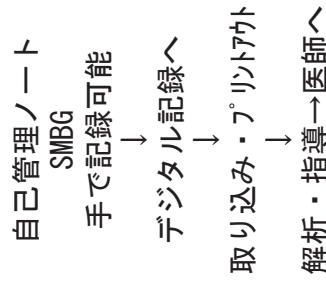 自己管理ノート
SMBG
手で記録可能
↓
デジタル記録へ
↓
取り込み・プリントアウト
↓
解析・指導→医師へ